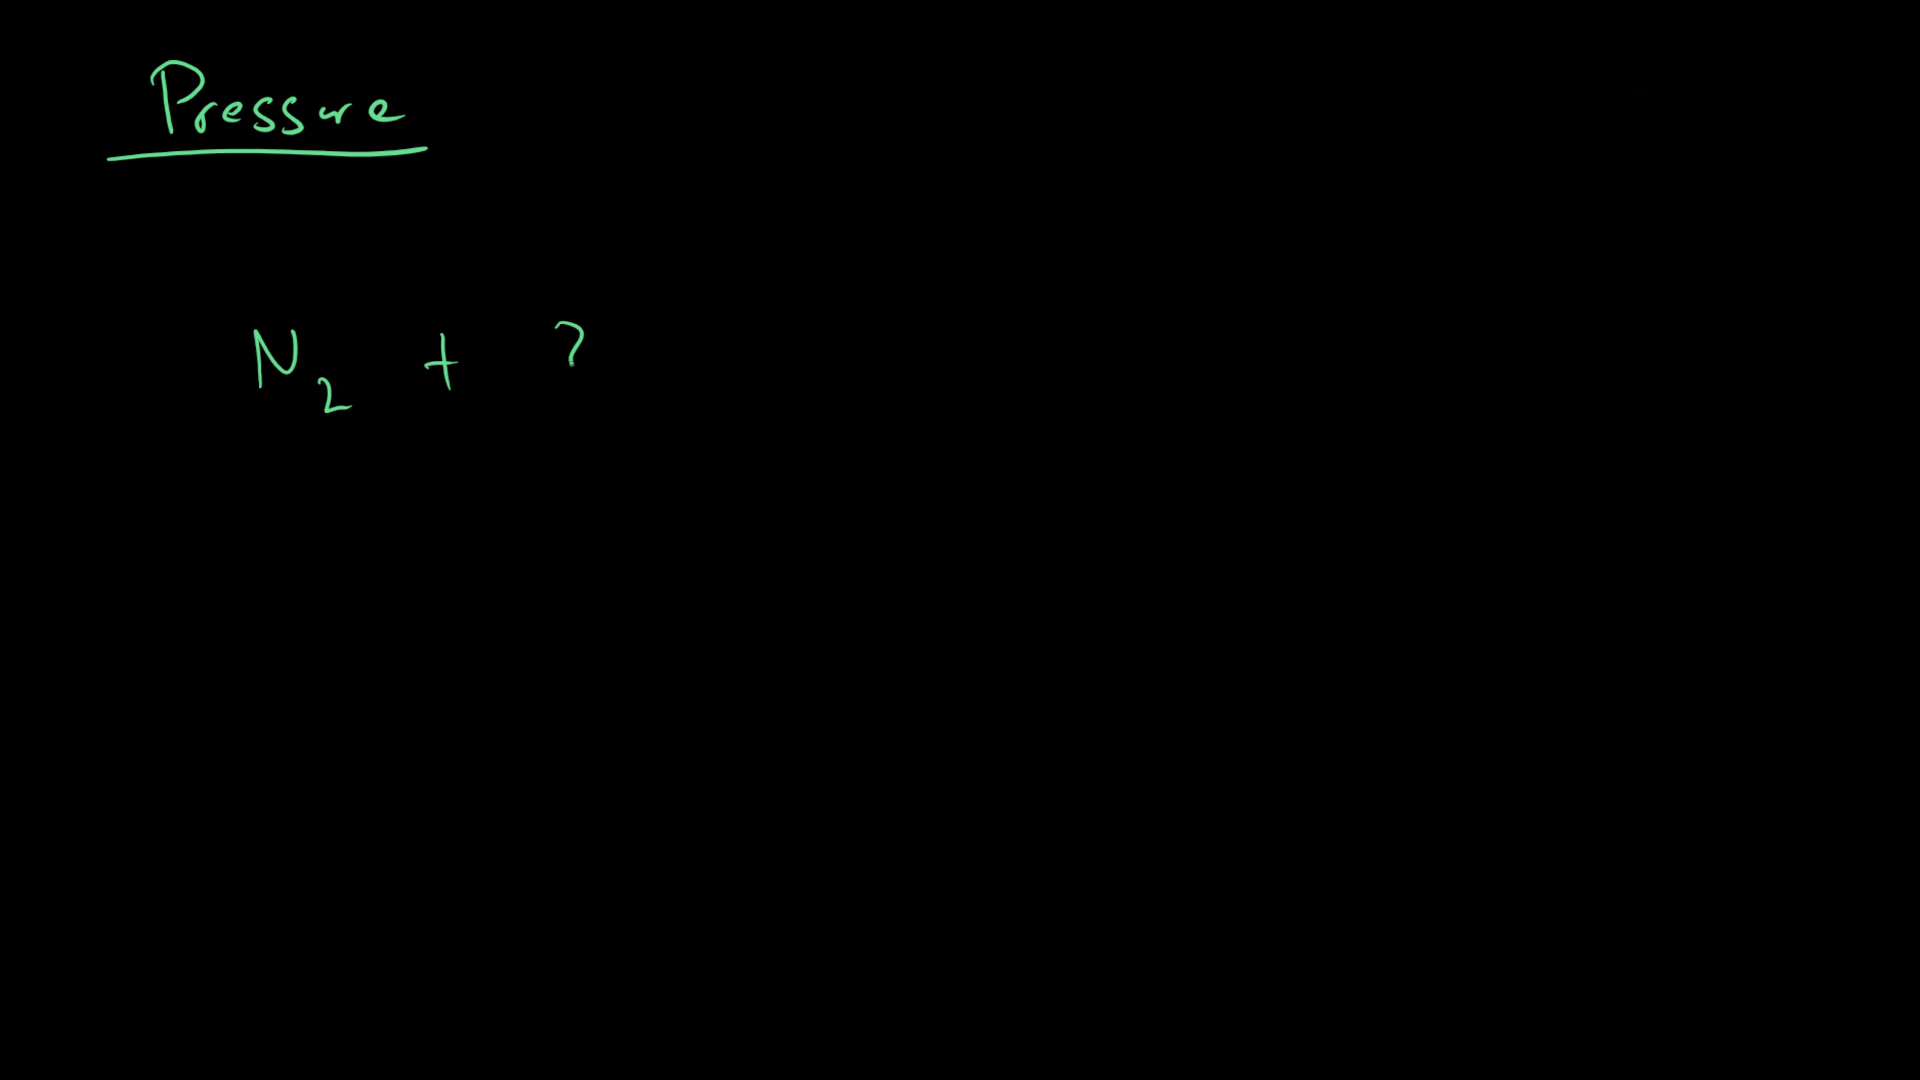 Pressure
N₂ + ?